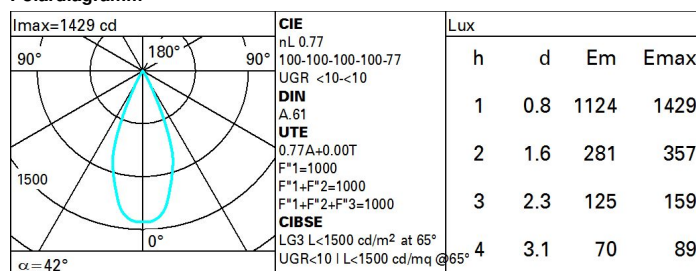 Imax=1429 cd
90° 180° 90°
1500
0°
α=42°
CIE
nL 0.77
100-100-100-100-77
UGR <10-<10
DIN
A.61
UTE
0.77A+0.00T
F"1=1000
F"1+F"2=1000
F"1+F"2+F"3=1000
CIBSE
LG3 L<1500 cd/m² at 65°
UGR<10 | L<1500 cd/mq @65°
Lux
h d Em Emax
1 0.8 1124 1429
2 1.6 281 357
3 2.3 125 159
4 3.1 70 89